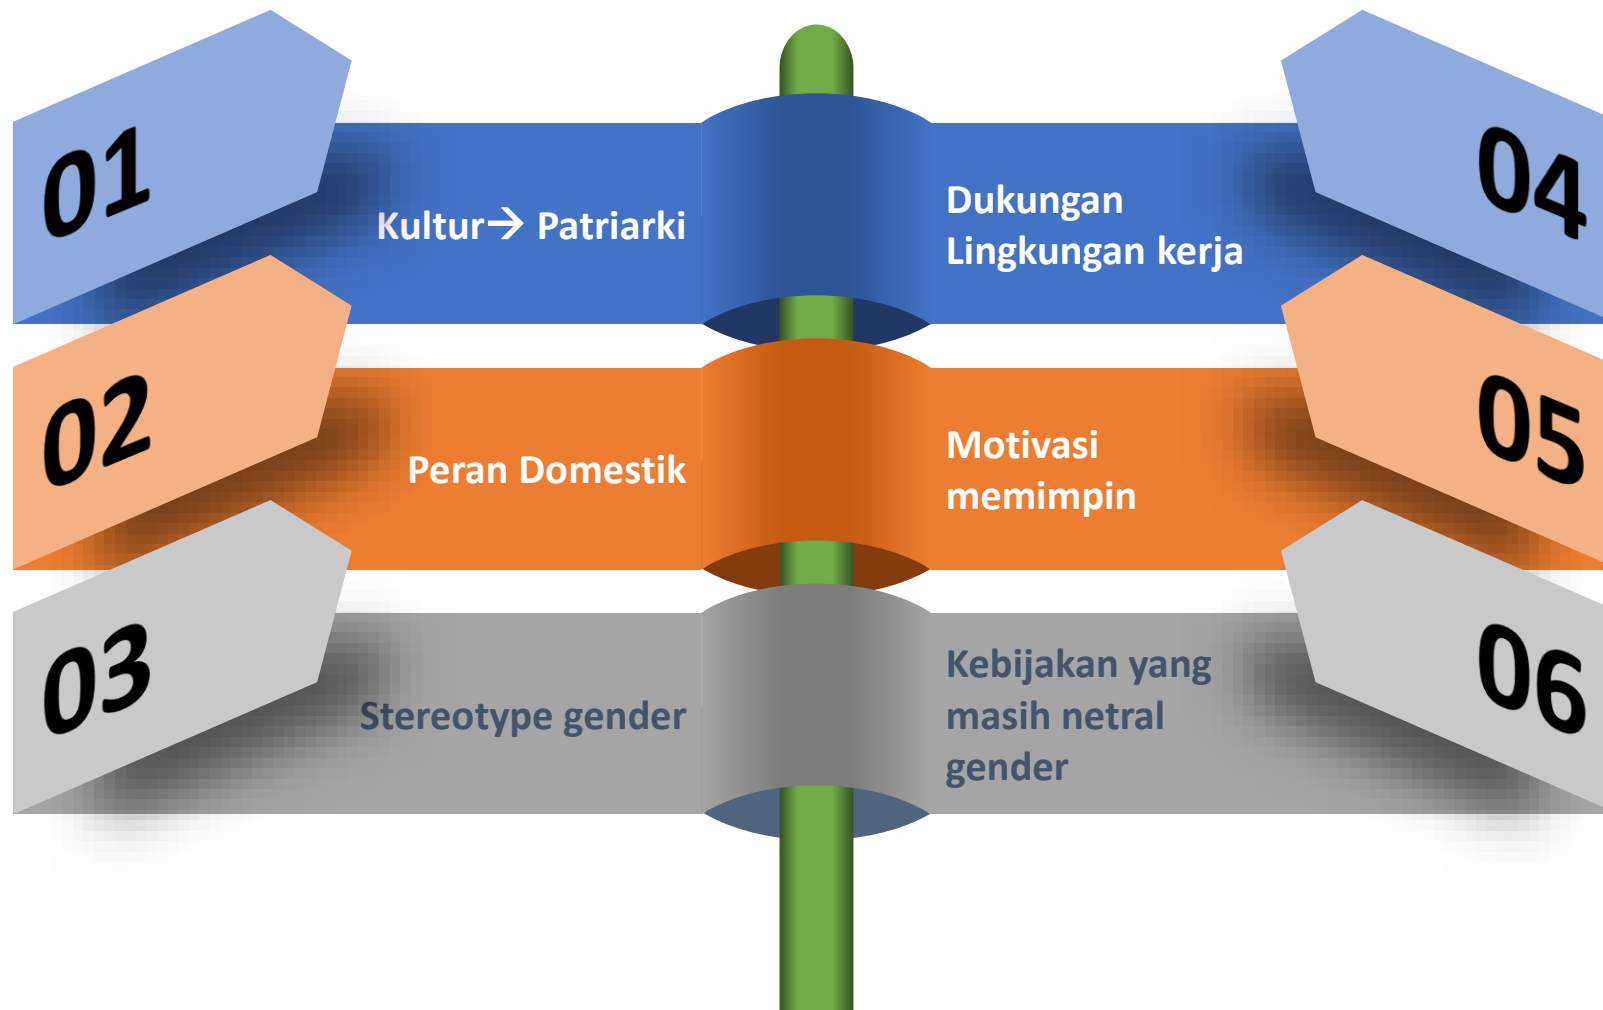 01
Kultur→ Patriarki
02
Peran Domestik
03
Stereotype gender
04
Dukungan
Lingkungan kerja
05
Motivasi
memimpin
06
Kebijakan yang
masih netral
gender